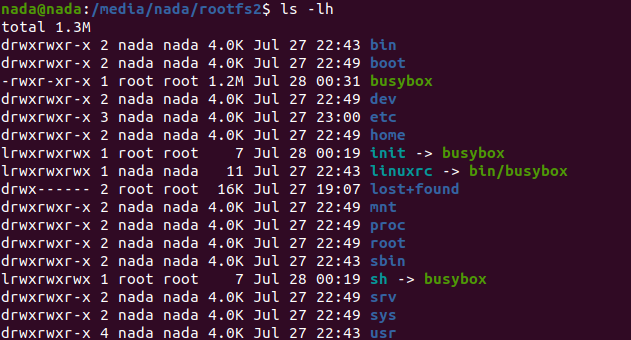 nada@nada:/media/nada/rootfs2$ ls -lh
total 1.3M
drwxrwxr-x 2 nada nada 4.0K Jul 27 22:43 bin
drwxrwxr-x 2 nada nada 4.0K Jul 27 22:49 boot
-rwxr-xr-x 1 root root 1.2M Jul 28 00:31 busybox
drwxrwxr-x 2 nada nada 4.0K Jul 27 22:49 dev
drwxrwxr-x 3 nada nada 4.0K Jul 27 23:00 etc
drwxrwxr-x 2 nada nada 4.0K Jul 27 22:49 home
lrwxrwxrwx 1 root root    7 Jul 28 00:19 init -> busybox
lrwxrwxrwx 1 nada nada   11 Jul 27 22:43 linuxrc -> bin/busybox
drwx------ 2 root root  16K Jul 27 19:07 lost+found
drwxrwxr-x 2 nada nada 4.0K Jul 27 22:49 mnt
drwxrwxr-x 2 nada nada 4.0K Jul 27 22:49 proc
drwxrwxr-x 2 nada nada 4.0K Jul 27 22:49 root
drwxrwxr-x 2 nada nada 4.0K Jul 27 22:43 sbin
lrwxrwxrwx 1 root root    7 Jul 28 00:19 sh -> busybox
drwxrwxr-x 2 nada nada 4.0K Jul 27 22:49 srv
drwxrwxr-x 2 nada nada 4.0K Jul 27 22:49 sys
drwxrwxr-x 4 nada nada 4.0K Jul 27 22:43 usr